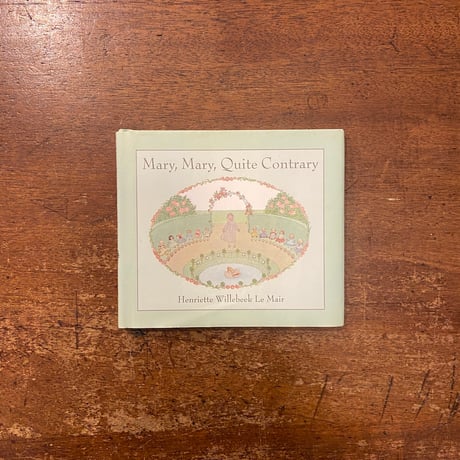 Mary, Mary, Quite Contrary
Henriette Willebeek Le Mair